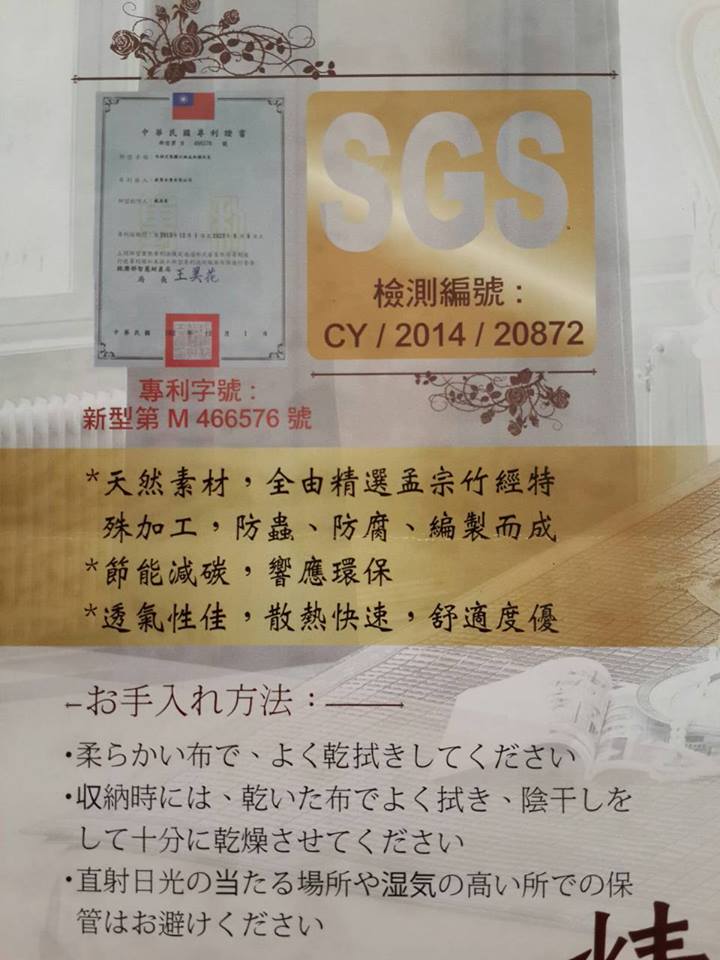 中華民國專利證書
新型第 M 466576 號
王美花
SGS
檢測編號：
CY / 2014 / 20872
專利字號：
新型第 M 466576 號
*天然素材，全由精選孟宗竹經特
殊加工，防蟲、防腐、編製而成
*節能減碳，響應環保
*透氣性佳，散熱快速，舒適度優
お手入れ方法：
・柔らかい布で、よく乾拭きしてください
・収納時には、乾いた布でよく拭き、陰干しを
して十分に乾燥させてください
・直射日光の当たる場所や湿気の高い所での保
管はお避けください